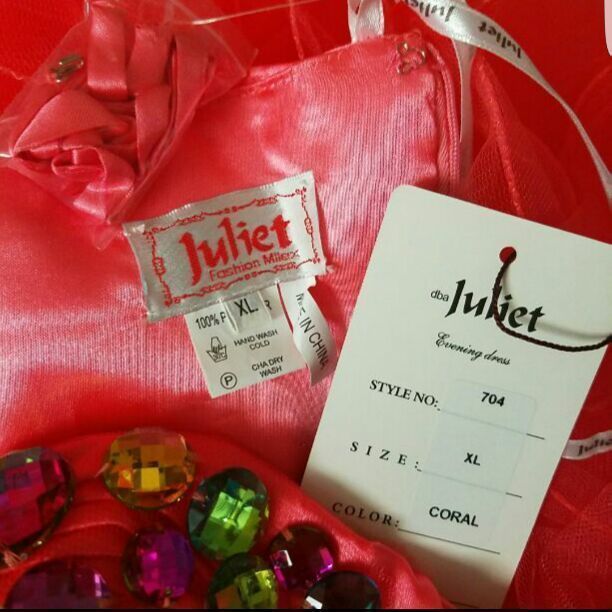 Juliet
Juliet
Fashion Milex
XL
100%
HAND WASH
COLD
CHA DRY
WASH
P
IN CHINA
dba Juliet
Evening dress
STYLE NO: 704
SIZE: XL
COLOR: CORAL